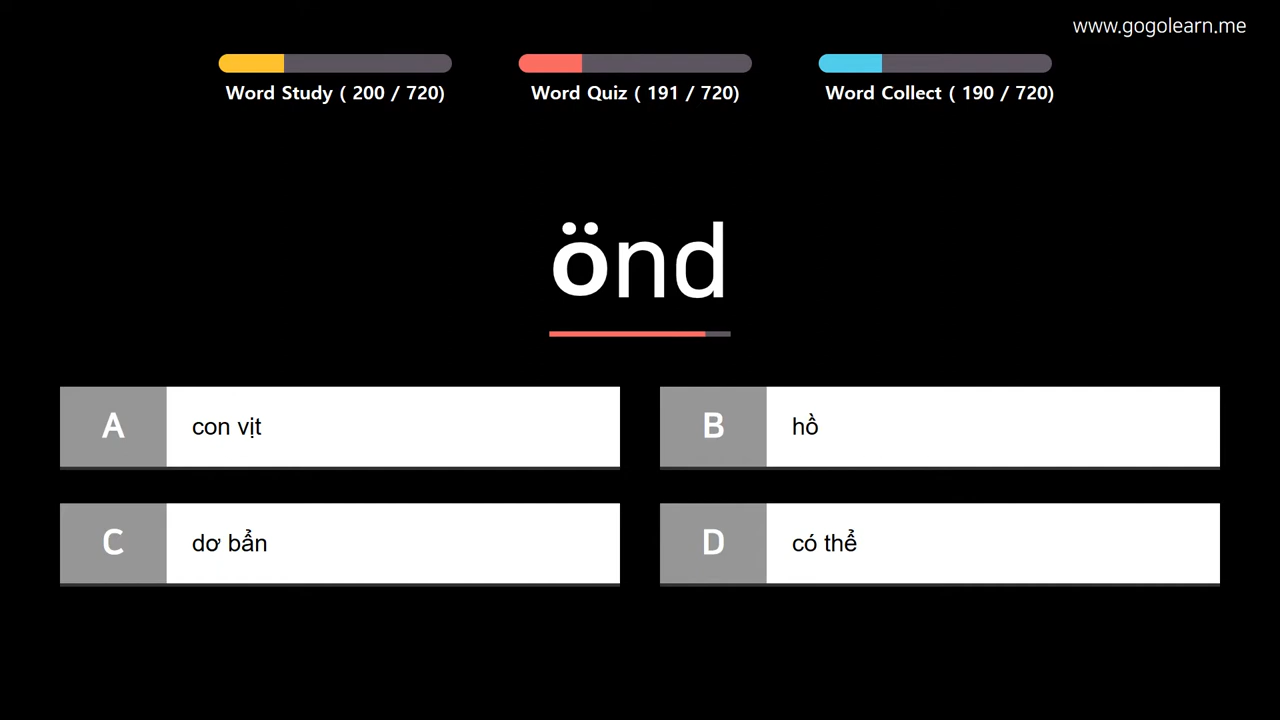 www.gogolearn.me
Word Study ( 200 / 720)
Word Quiz ( 191 / 720)
Word Collect ( 190 / 720)
önd
A con vịt
B hồ
C dơ bẩn
D có thể